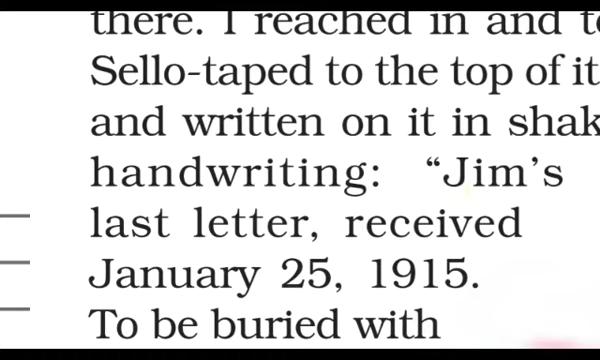 there. I reached in and
Sello-taped to the top of it
and written on it in
handwriting: “Jim’s
last letter, received
January 25, 1915.
To be buried with